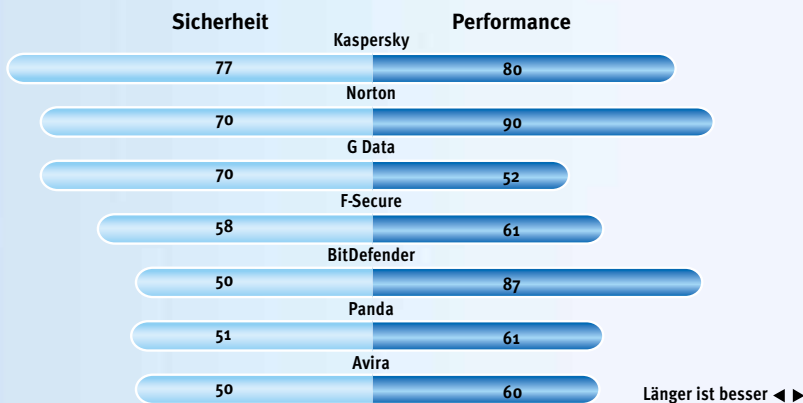 Sicherheit Performance
Kaspersky
77 80
Norton
70 90
G Data
70 52
F-Secure
58 61
BitDefender
50 87
Panda
51 61
Avira
50 60
Länger ist besser ◀ ▶